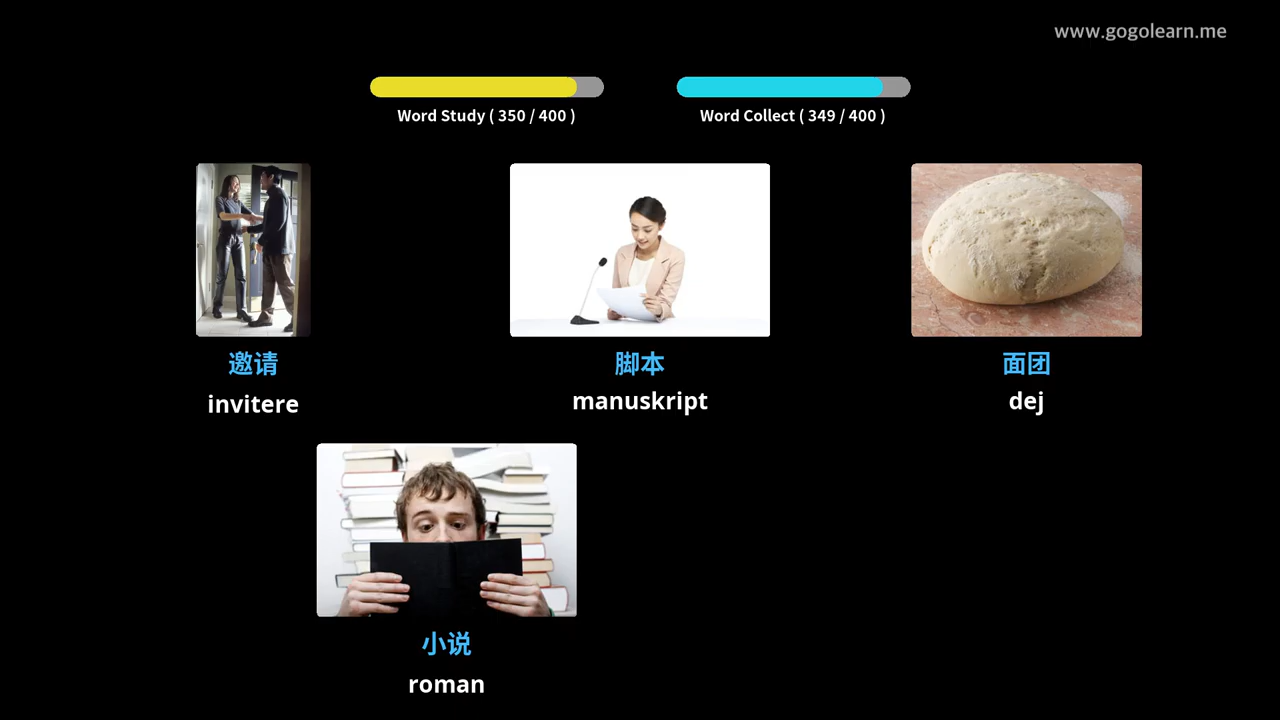 www.gogolearn.me
Word Study ( 350 / 400 )
Word Collect ( 349 / 400 )
邀请
invitere
脚本
manuskript
面团
dej
小说
roman